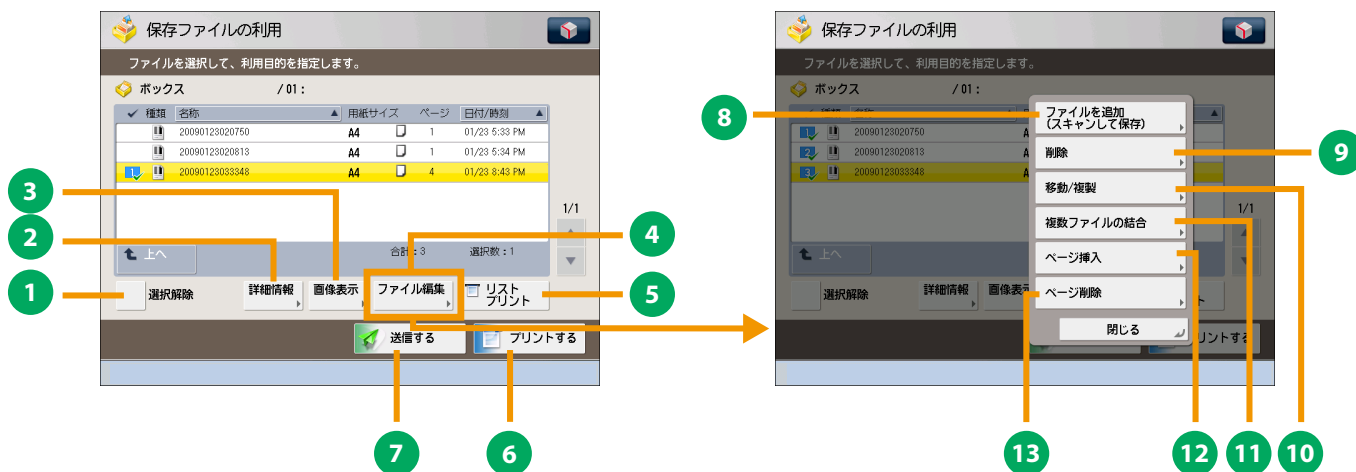 保存ファイルの利用
ファイルを選択して、利用目的を指定します。
ボックス /01:
種類 名称 用紙サイズ ページ 日付/時刻
20090123020750 A4 1 01/23 5:33 PM
20090123020813 A4 1 01/23 5:34 PM
1 20090123033348 A4 4 01/23 8:43 PM
1/1
上へ 合計:3 選択数:1
選択解除 詳細情報 画像表示 ファイル編集 リスト
プリント
送信する プリントする
1
2
3
4
5
6
7
保存ファイルの利用
ファイルを選択して、利用目的を指定します。
ボックス /01:
種類 名称
1 20090123020750 A
2 20090123020813 A
3 20090123033348 A
1/1
上へ
選択解除 詳細情報 画像表
ト
リントする
ファイルを追加
(スキャンして保存)
削除
移動/複製
複数ファイルの結合
ページ挿入
ページ削除
閉じる
8
9
10
11
12
13